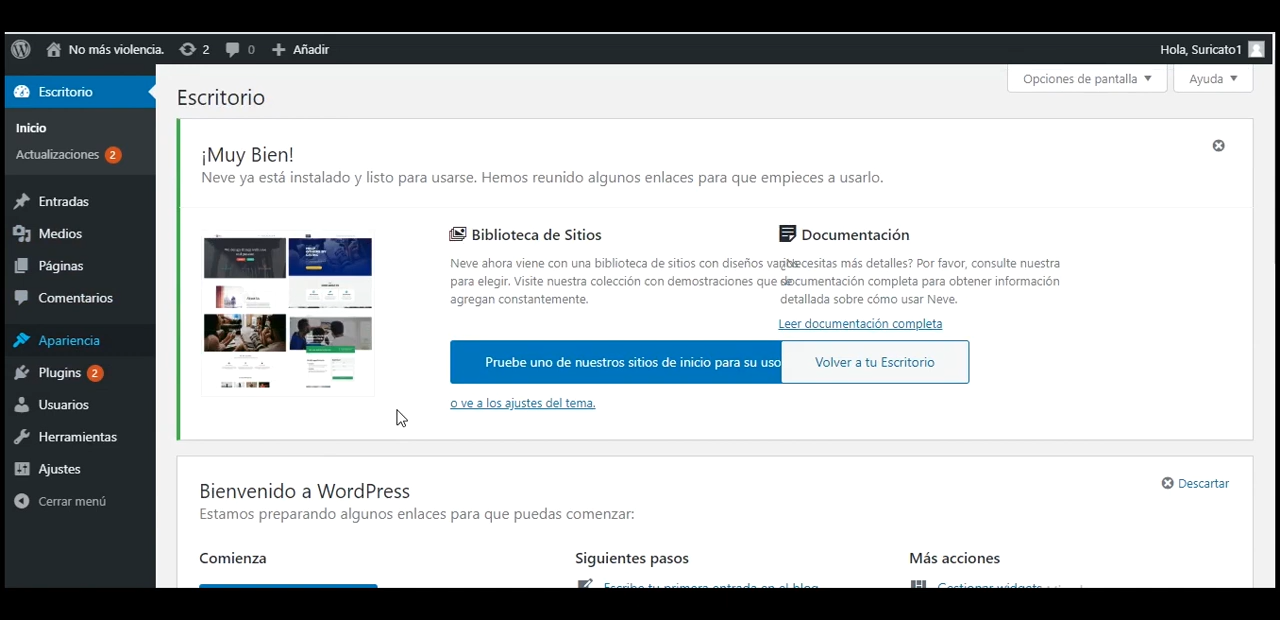 No más violencia. 2 0 Añadir Hola, Suricato1
Opciones de pantalla Ayuda
Escritorio
Inicio
Actualizaciones 2
Entradas
Medios
Páginas
Comentarios
Apariencia
Plugins 2
Usuarios
Herramientas
Ajustes
Cerrar menú
Escritorio
¡Muy Bien!
Neve ya está instalado y listo para usarse. Hemos reunido algunos enlaces para que empieces a usarlo.
Biblioteca de Sitios
Neve ahora viene con una biblioteca de sitios con diseños varios
para elegir. Visite nuestra colección con demostraciones que se
agregan constantemente.
Pruebe uno de nuestros sitios de inicio para su uso
o ve a los ajustes del tema.
Documentación
¿Necesitas más detalles? Por favor, consulte nuestra
documentación completa para obtener información
detallada sobre cómo usar Neve.
Leer documentación completa
Volver a tu Escritorio
Bienvenido a WordPress
Descartar
Estamos preparando algunos enlaces para que puedas comenzar:
Comienza
Siguientes pasos
Escribe tu primera entrada en el blog
Más acciones
Gestionar widgets